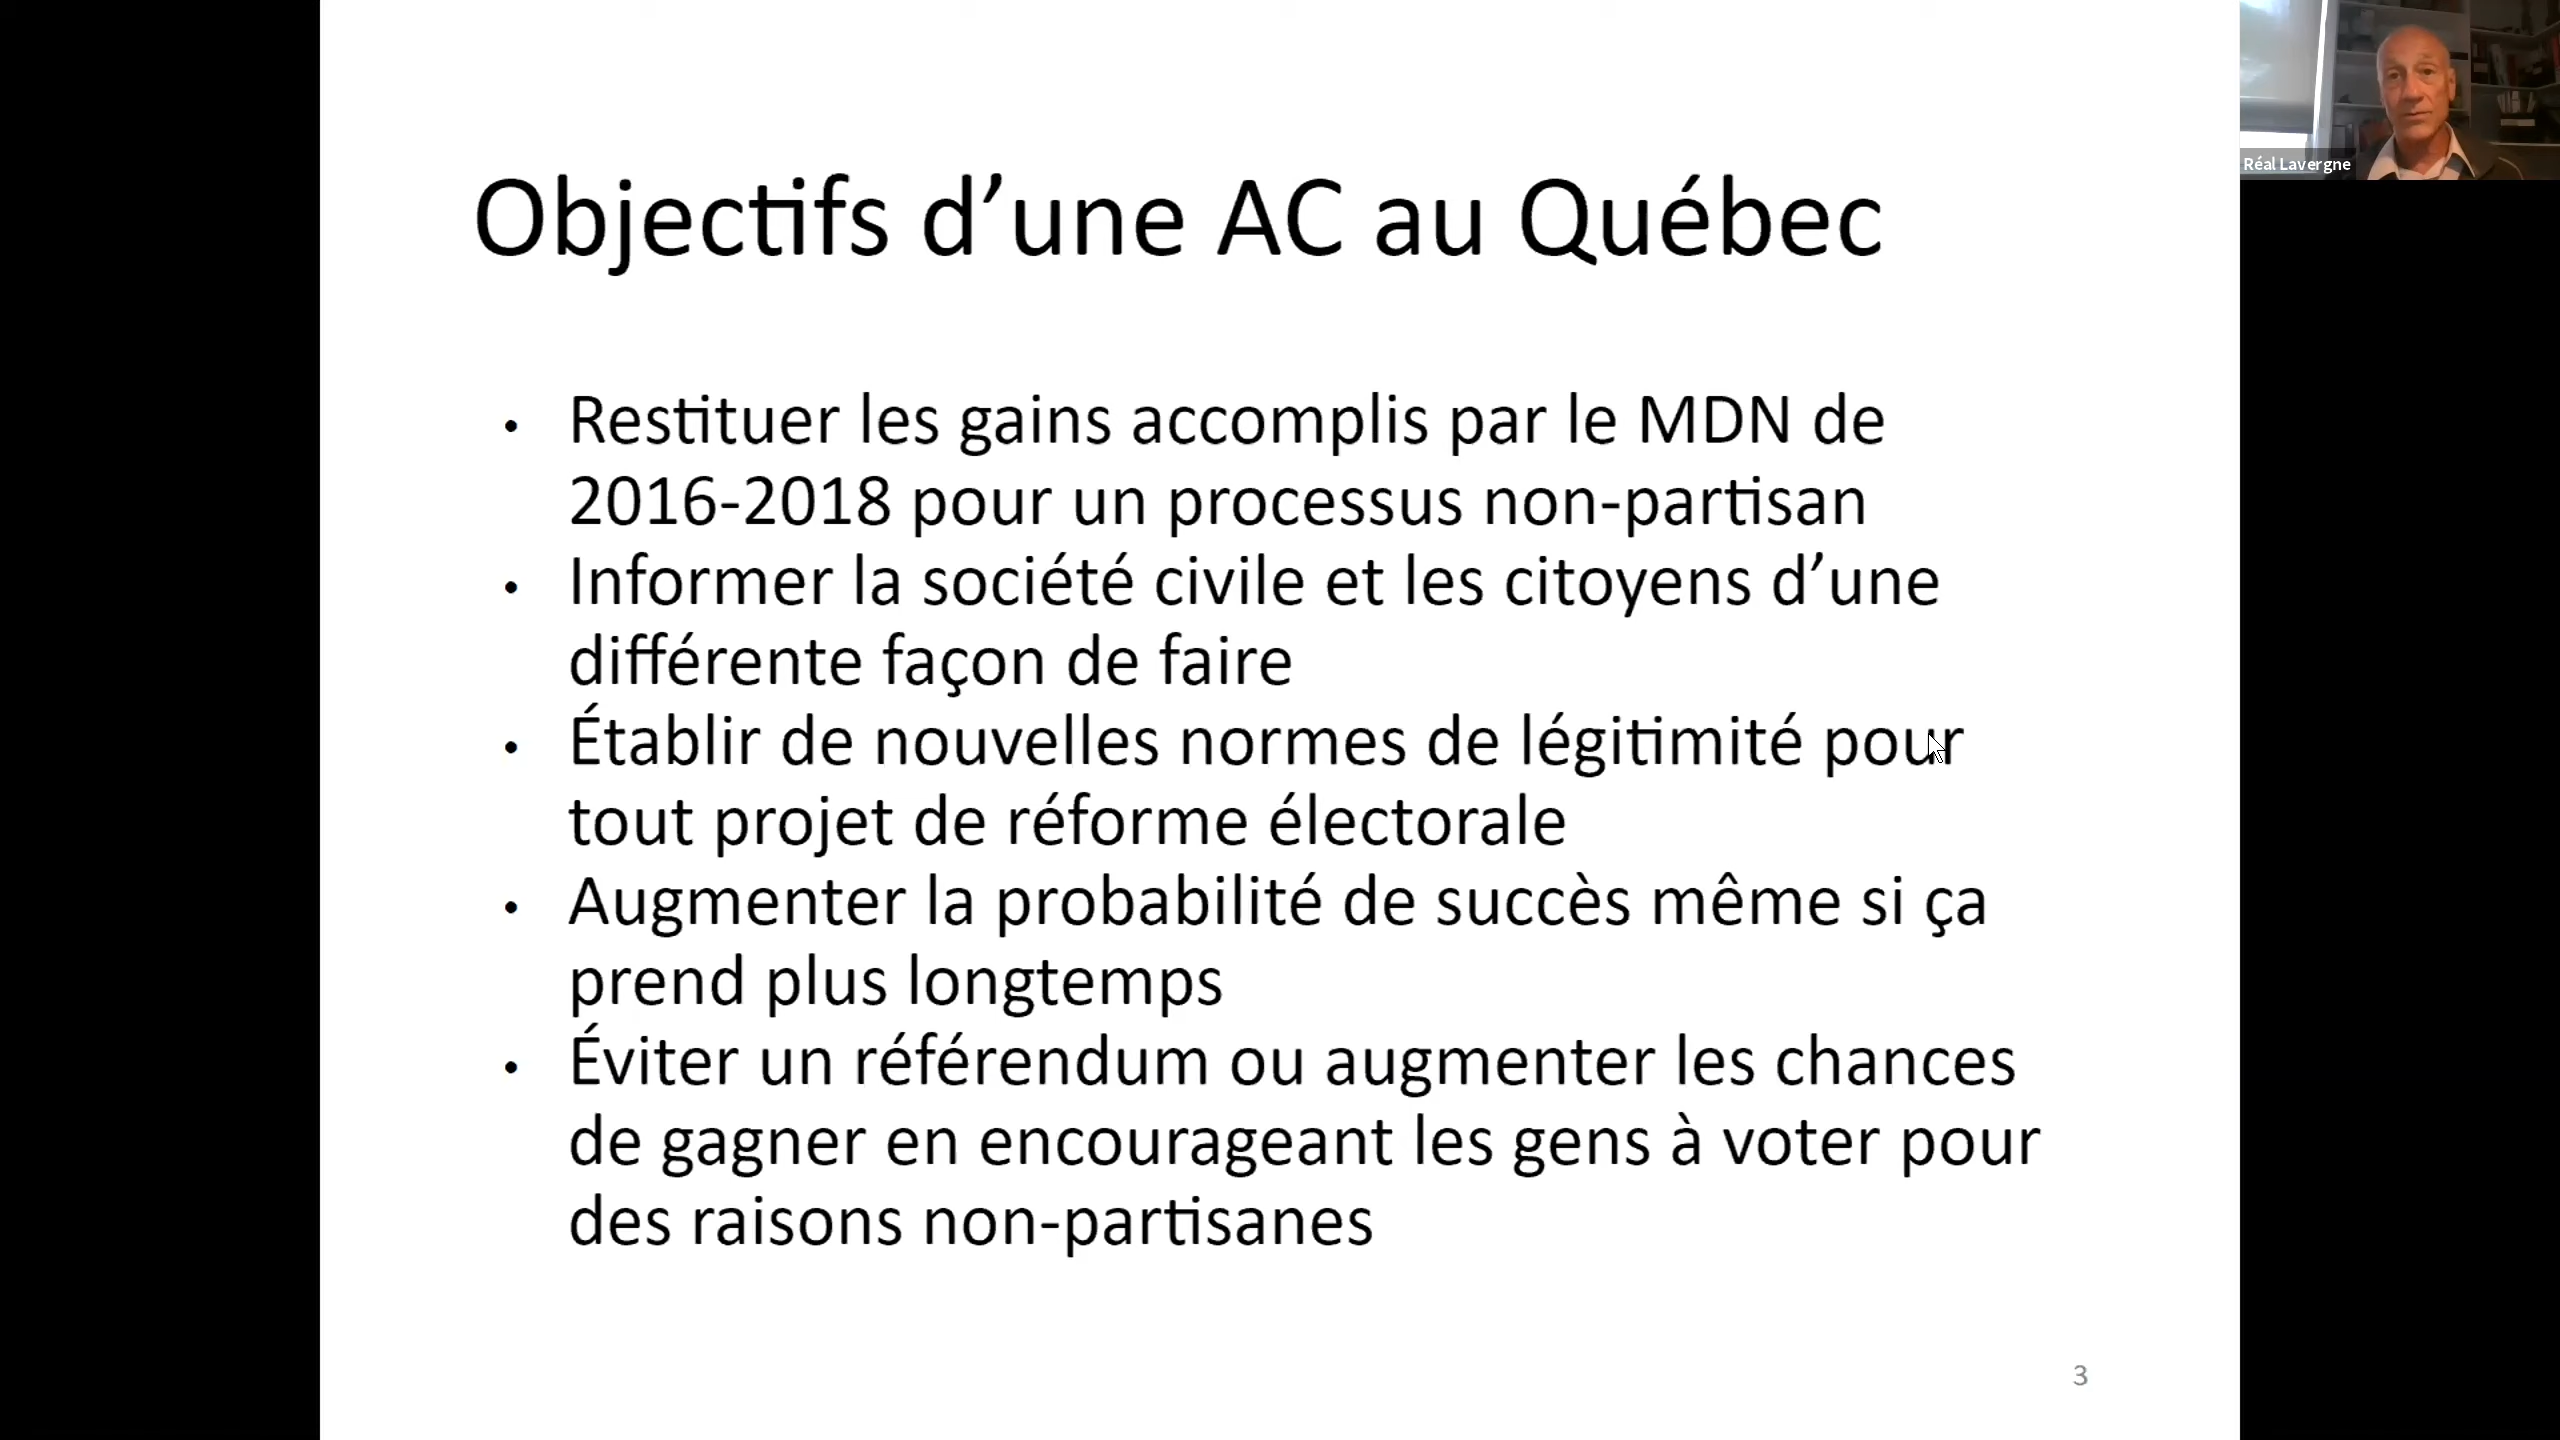 Réal Lavergne
Objectifs d’une AC au Québec
• Restituer les gains accomplis par le MDN de
2016-2018 pour un processus non-partisan
• Informer la société civile et les citoyens d’une
différente façon de faire
• Établir de nouvelles normes de légitimité pour
tout projet de réforme électorale
• Augmenter la probabilité de succès même si ça
prend plus longtemps
• Éviter un référendum ou augmenter les chances
de gagner en encourageant les gens à voter pour
des raisons non-partisanes
3